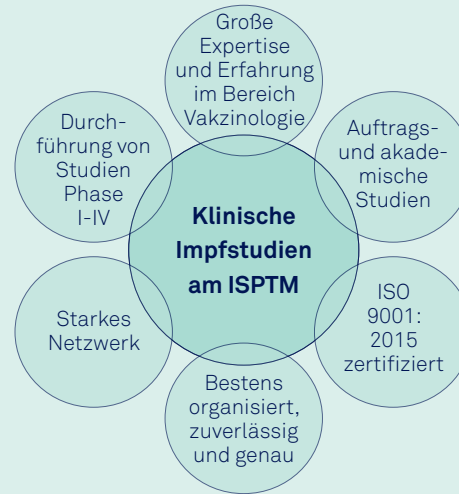 Große
Expertise
und Erfahrung
im Bereich
Vakzinologie
Auftrags-
und akade-
mische
Studien
ISO
9001:
2015
zertifiziert
Bestens
organisiert,
zuverlässig
und genau
Starkes
Netzwerk
Durch-
führung von
Studien
Phase
I-IV
Klinische
Impfstudien
am ISPTM